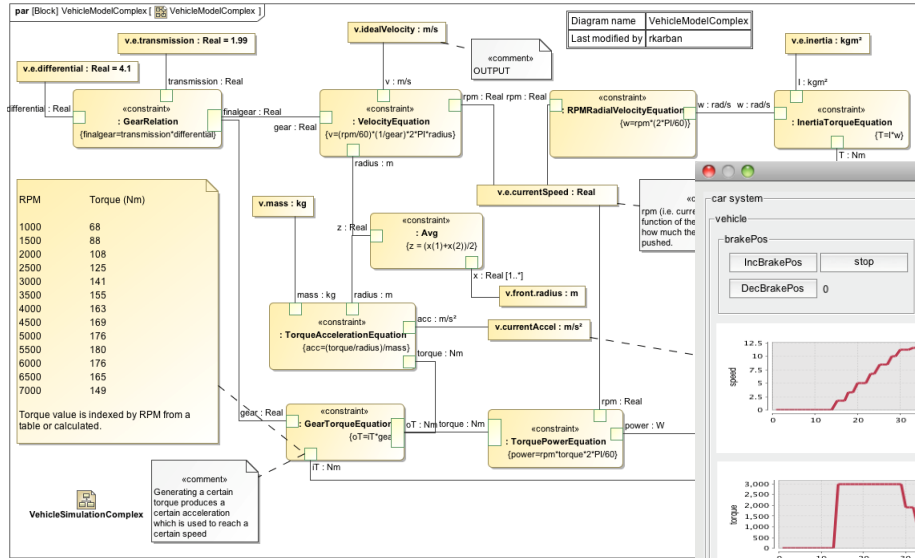 par [Block] VehicleModelComplex [ VehicleModelComplex ]
Diagram name VehicleModelComplex
Last modified by rkarban
v.e.transmission : Real = 1.99
v.idealVelocity : m/s
v.e.inertia : kgm²
v.e.differential : Real = 4.1
«comment»
OUTPUT
transmission : Real
v : m/s
I : kgm²
differential : Real
«constraint»
: GearRelation
{finalgear=transmission*differential}
finalgear : Real
gear : Real
«constraint»
: VelocityEquation
{v=(rpm/60)*(1/gear)*2*PI*radius}
rpm : Real
rpm : Real
«constraint»
: RPMRadialVelocityEquation
{w=rpm*(2*PI/60)}
w : rad/s
w : rad/s
«constraint»
: InertiaTorqueEquation
{T=I*w}
radius : m
T : Nm
RPM Torque (Nm)
1000 68
1500 88
2000 108
2500 125
3000 141
3500 155
4000 163
4500 169
5000 176
5500 180
6000 176
6500 165
7000 149
Torque value is indexed by RPM from a
table or calculated.
v.mass : kg
v.e.currentSpeed : Real
rpm (i.e. curre
function of the
how much the
pushed.
z : Real
«constraint»
: Avg
{z = (x(1)+x(2))/2}
x : Real [1..*]
v.front.radius : m
mass : kg
radius : m
«constraint»
: TorqueAccelerationEquation
{acc=(torque/radius)/mass}
acc : m/s²
v.currentAccel : m/s²
torque : Nm
gear : Real
«constraint»
: GearTorqueEquation
{oT=iT*gea
oT : Nm
torque : Nm
rpm : Real
«constraint»
: TorquePowerEquation
{power=rpm*torque*2*PI/60}
power : W
iT : Nm
«comment»
Generating a certain
torque produces a
certain acceleration
which is used to reach a
certain speed
VehicleSimulationComplex
car system
vehicle
brakePos
IncBrakePos stop
DecBrakePos 0
speed
12.5
10.0
7.5
5.0
2.5
0
0 10 20 30
torque
3,000
2,500
2,000
1,500
1,000
500
0
0 10 20 30